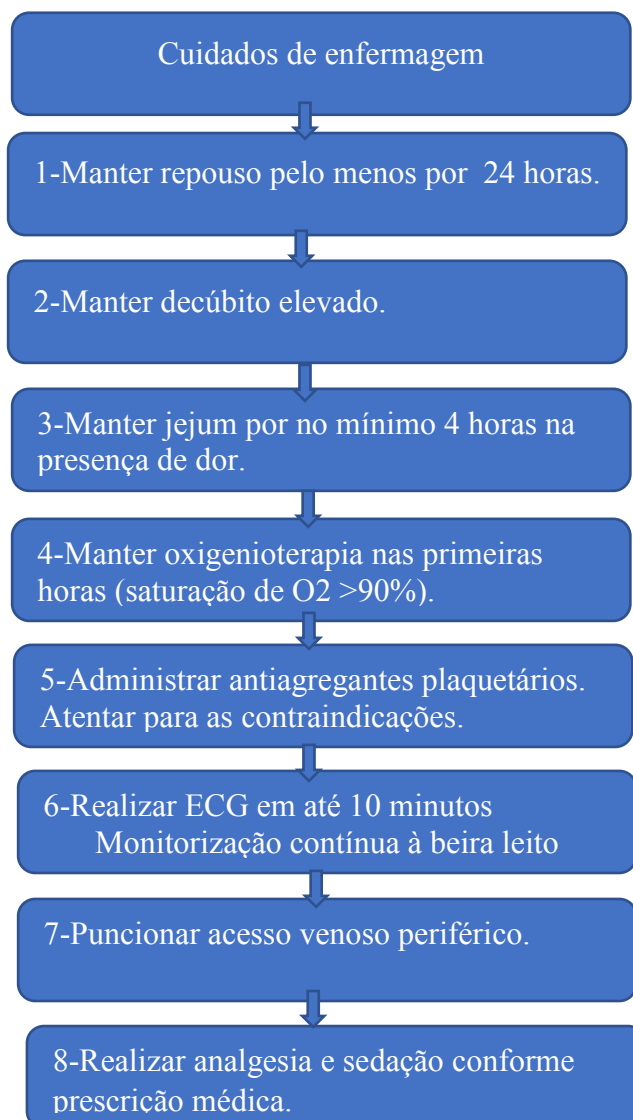 Cuidados de enfermagem
1-Manter repouso pelo menos por 24 horas.
2-Manter decúbito elevado.
3-Manter jejum por no mínimo 4 horas na
presença de dor.
4-Manter oxigenioterapia nas primeiras
horas (saturação de O2 >90%).
5-Administrar antiagregantes plaquetários.
Atentar para as contraindicações.
6-Realizar ECG em até 10 minutos
Monitorização contínua à beira leito
7-Puncionar acesso venoso periférico.
8-Realizar analgesia e sedação conforme
prescrição médica.